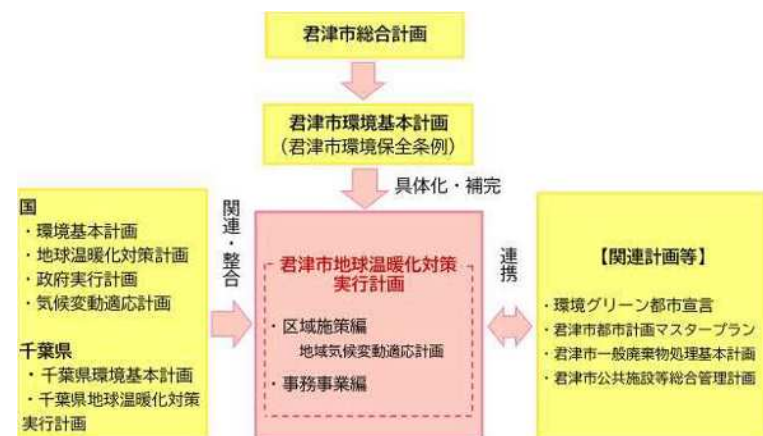 君津市総合計画
君津市環境基本計画
(君津市環境保全条例)
具体化・補完
国
・環境基本計画
・地球温暖化対策計画
・政府実行計画
・気候変動適応計画
千葉県
・千葉県環境基本計画
・千葉県地球温暖化対策
実行計画
関連・整合
君津市地球温暖化対策
実行計画
・区域施策編
地域気候変動適応計画
・事務事業編
連携
【関連計画等】
・環境グリーン都市宣言
・君津市都市計画マスタープラン
・君津市一般廃棄物処理基本計画
・君津市公共施設等総合管理計画